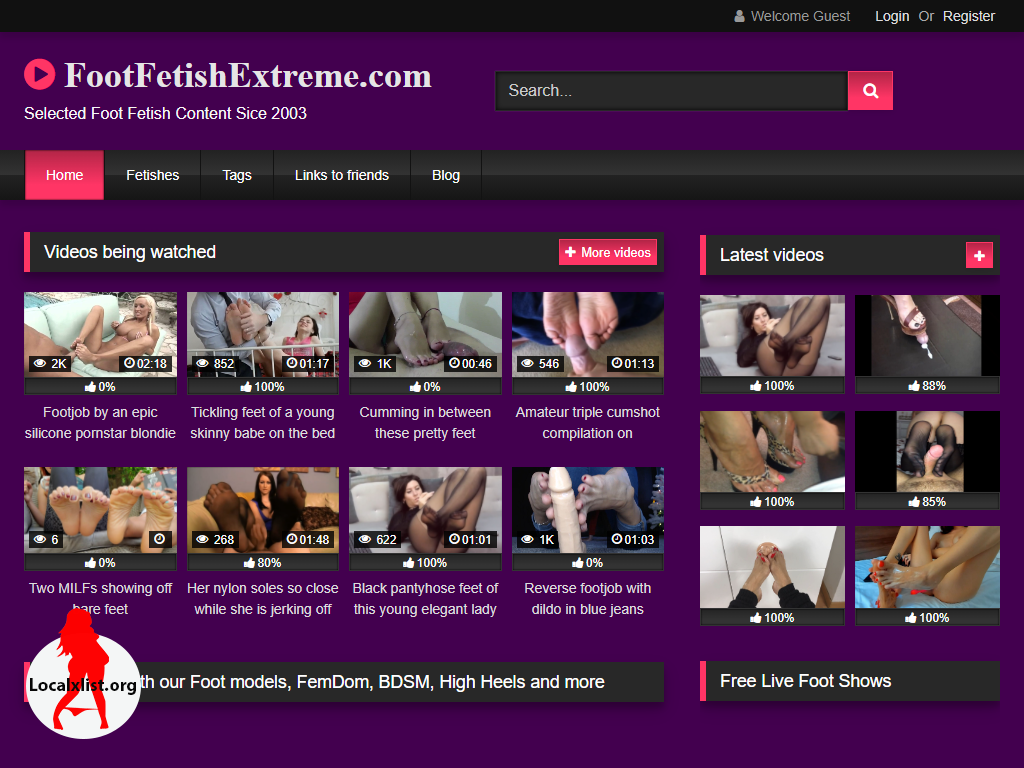 Welcome Guest Login Or Register
FootFetishExtreme.com
Search...
Selected Foot Fetish Content Sice 2003
Home Fetishes Tags Links to friends Blog
Videos being watched
More videos
Latest videos
2K 02:18
0%
852 01:17
100%
1K 00:46
0%
546 01:13
100%
Footjob by an epic
silicone pornstar blondie
Tickling feet of a young
skinny babe on the bed
Cumming in between
these pretty feet
Amateur triple cumshot
compilation on
6
0%
268 01:48
80%
622 01:01
100%
1K 01:03
0%
Two MILFs showing off
bare feet
Her nylon soles so close
while she is jerking off
Black pantyhose feet of
this young elegant lady
Reverse footjob with
dildo in blue jeans
100%
88%
100%
85%
100%
100%
Localxlist.org
th our Foot models, FemDom, BDSM, High Heels and more
Free Live Foot Shows